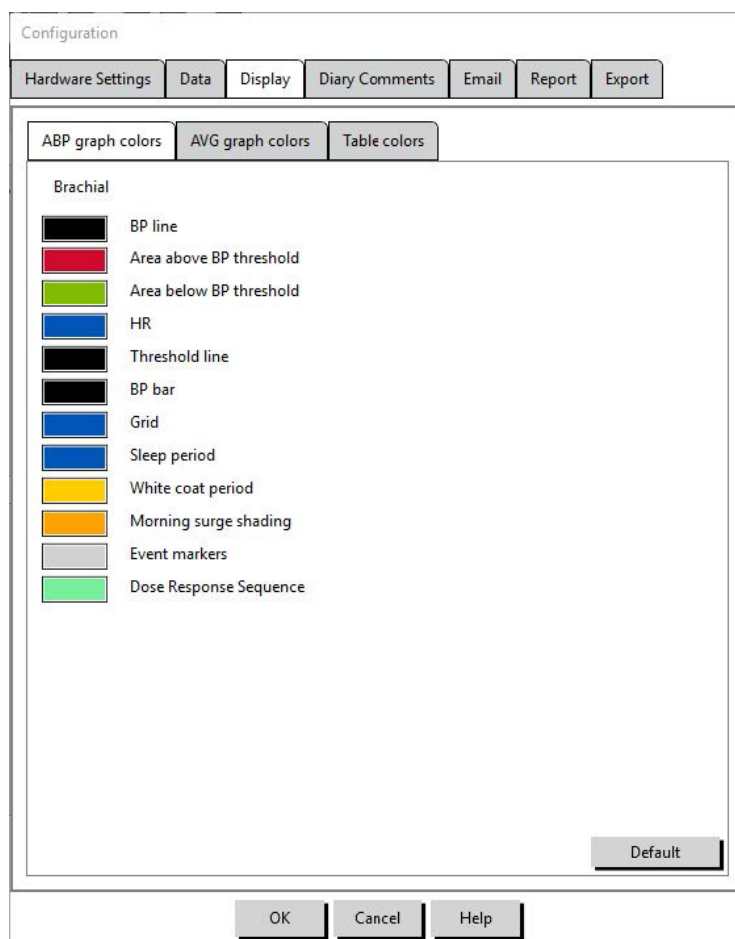 Configuration
Hardware Settings Data Display Diary Comments Email Report Export
ABP graph colors AVG graph colors Table colors
Brachial
BP line
Area above BP threshold
Area below BP threshold
HR
Threshold line
BP bar
Grid
Sleep period
White coat period
Morning surge shading
Event markers
Dose Response Sequence
Default
OK Cancel Help